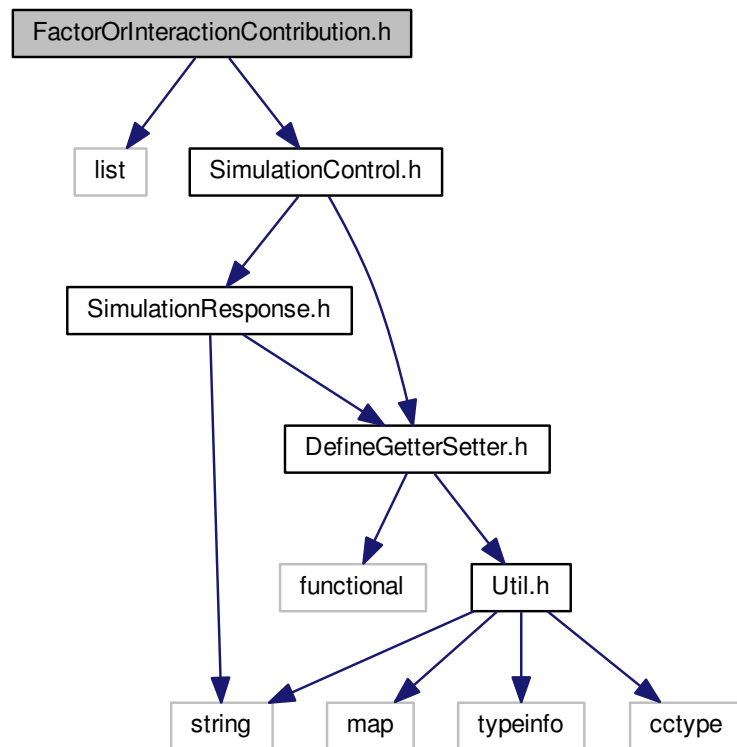 FactorOrInteractionContribution.h
list
SimulationControl.h
SimulationResponse.h
DefineGetterSetter.h
functional
Util.h
string
map
typeinfo
cctype